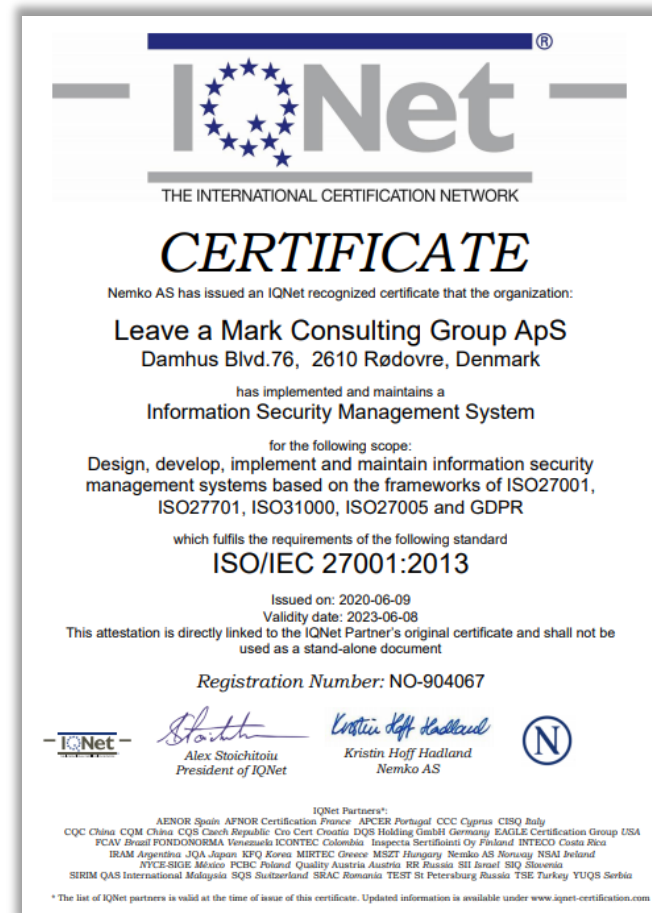 ®
IQNet
THE INTERNATIONAL CERTIFICATION NETWORK
CERTIFICATE
Nemko AS has issued an IQNet recognized certificate that the organization:
Leave a Mark Consulting Group ApS
Damhus Blvd.76, 2610 Rødovre, Denmark
has implemented and maintains a
Information Security Management System
for the following scope:
Design, develop, implement and maintain information security
management systems based on the frameworks of ISO27001,
ISO27701, ISO31000, ISO27005 and GDPR
which fulfils the requirements of the following standard
ISO/IEC 27001:2013
Issued on: 2020-06-09
Validity date: 2023-06-08
This attestation is directly linked to the IQNet Partner's original certificate and shall not be
used as a stand-alone document
Registration Number: NO-904067
IQNet
Kristin Hoff Hadland
N
Alex Stoichitoiu
President of IQNet
Kristin Hoff Hadland
Nemko AS
IQNet Partners*:
AENOR Spain AFNOR Certification France APCER Portugal CCC Cyprus CISQ Italy
CQC China CQM China CQS Czech Republic Cro Cert Croatia DQS Holding GmbH Germany EAGLE Certification Group USA
FCAV Brazil FONDONORMA Venezuela ICONTEC Colombia Inspecta Sertifiointi Oy Finland INTECO Costa Rica
IRAM Argentina JQA Japan KFQ Korea MIRTEC Greece MSZT Hungary Nemko AS Norway NSAI Ireland
NYCE-SIGE México PCBC Poland Quality Austria Austria RR Russia SII Israel SIQ Slovenia
SIRIM QAS International Malaysia SQS Switzerland SRAC Romania TEST St Petersburg Russia TSE Turkey YUQS Serbia
* The list of IQNet partners is valid at the time of issue of this certificate. Updated information is available under www.iqnet-certification.com